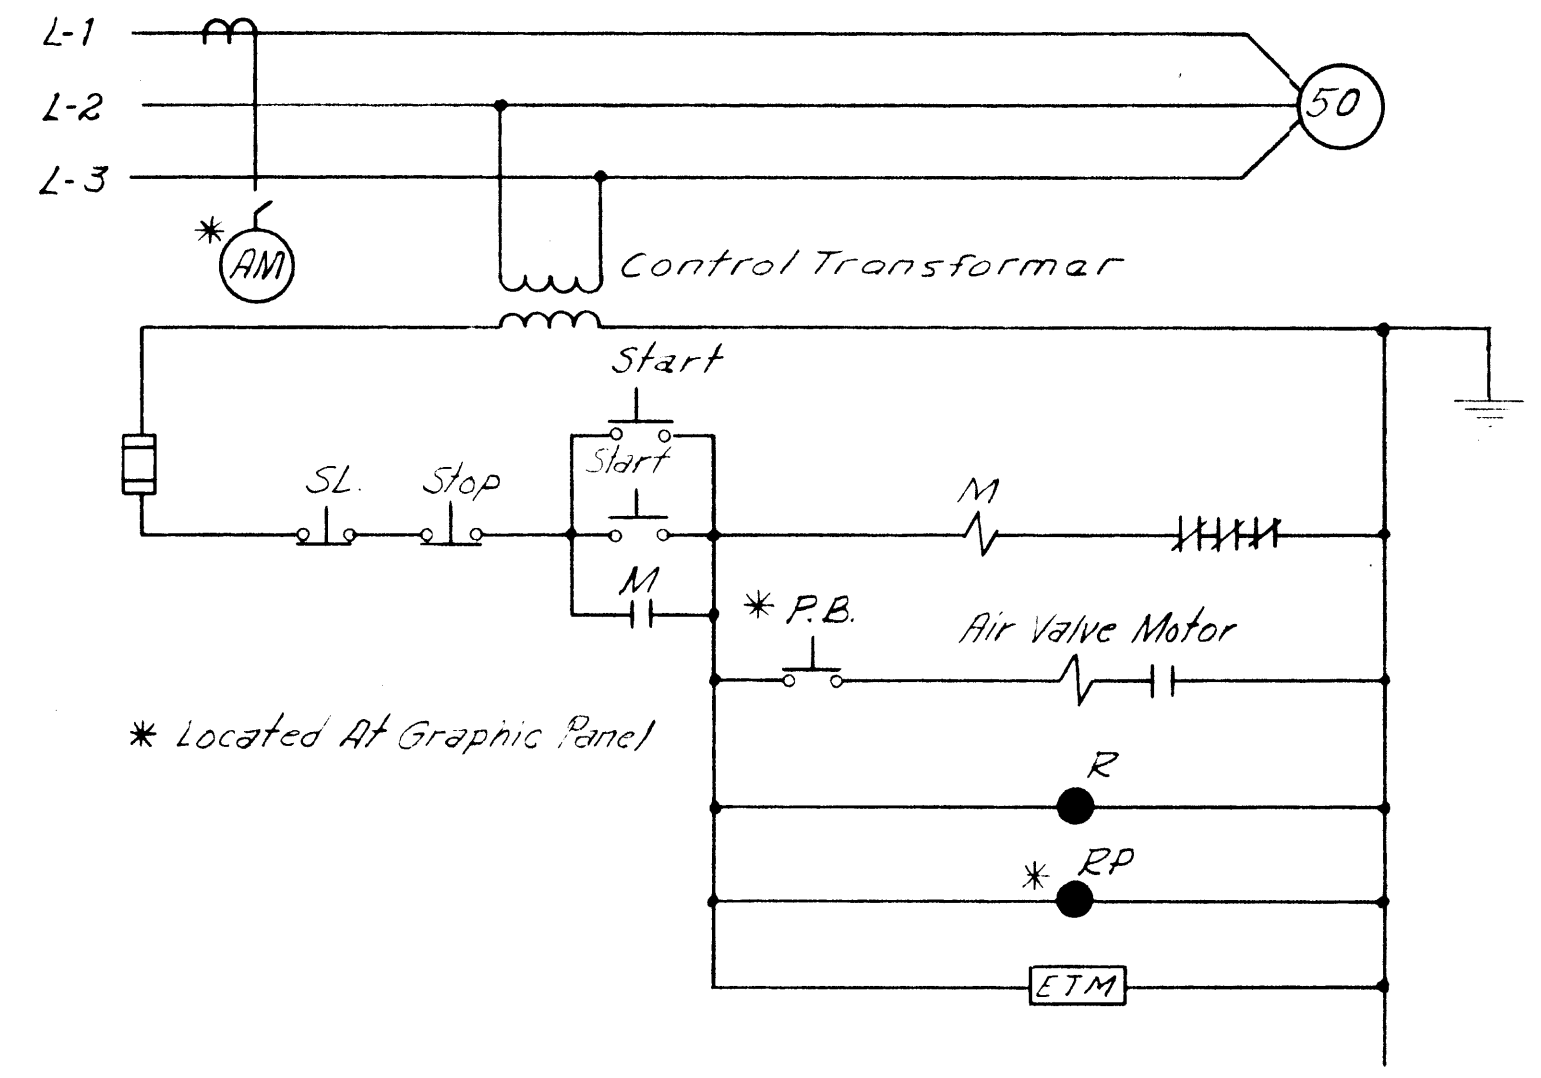 L-1
L-2
L-3
50
* AM
Control Transformer
Start
Start
SL.
Stop
M
M
* P.B.
Air Valve Motor
* Located At Graphic Panel
R
* RP
ETM